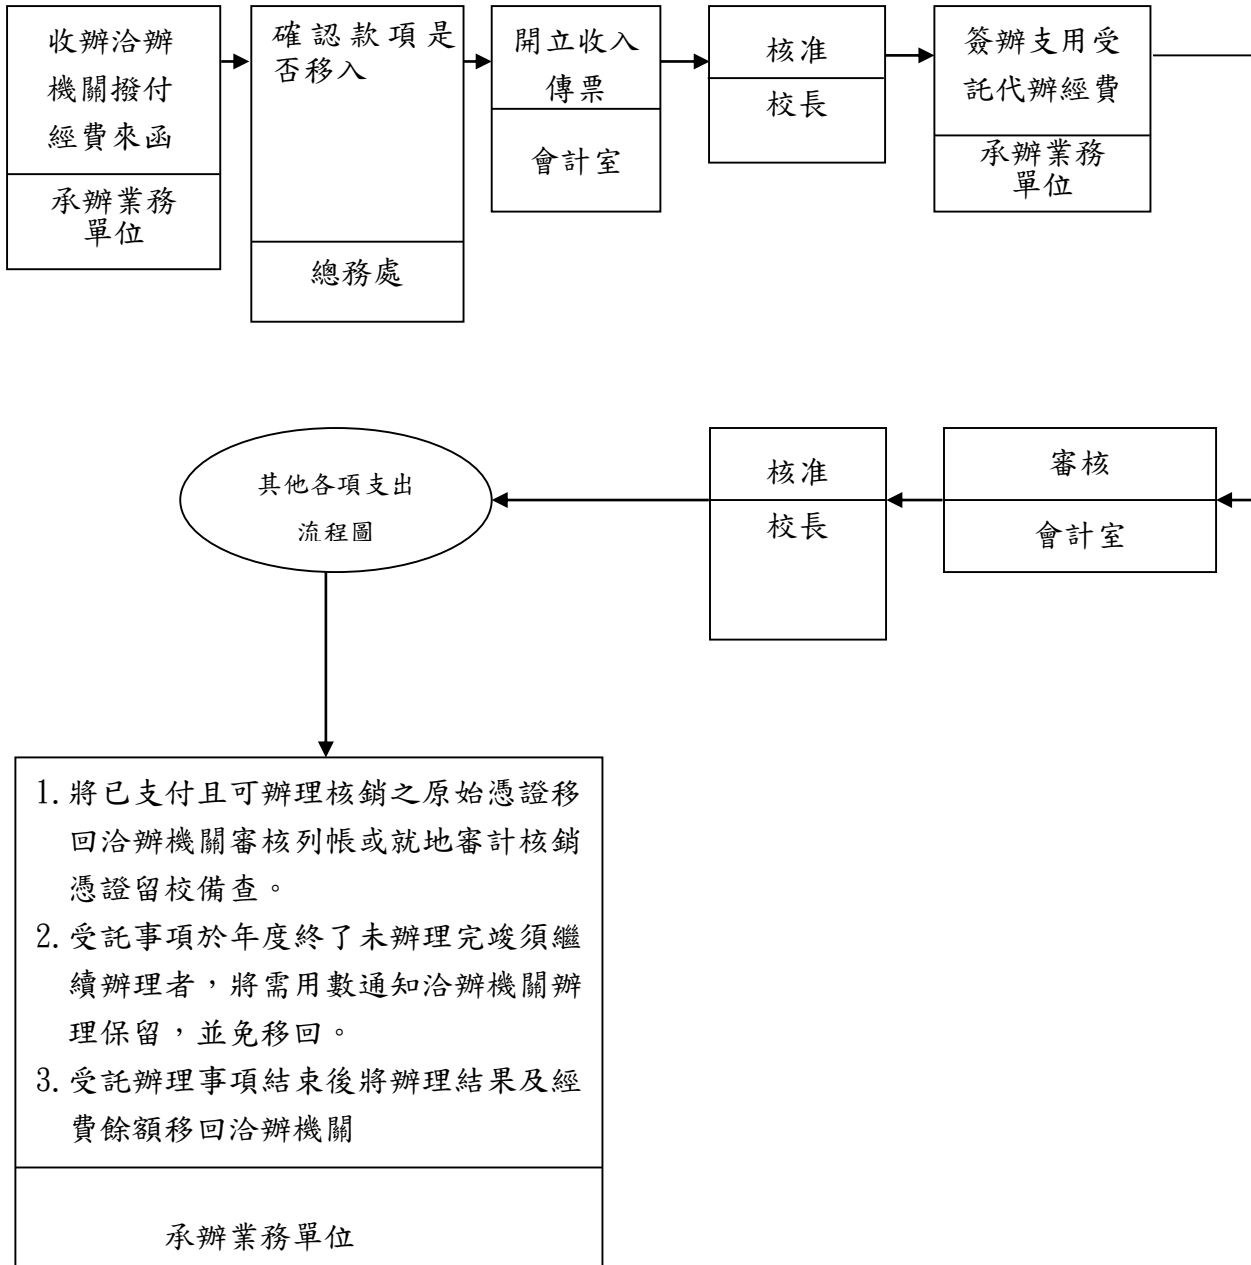 收辦洽辦
機關撥付
經費來函
承辦業務
單位
確認款項是
否移入
總務處
開立收入
傳票
會計室
核准
校長
簽辦支用受
託代辦經費
承辦業務
單位
審核
會計室
核准
校長
其他各項支出
流程圖
1.將已支付且可辦理核銷之原始憑證移
回洽辦機關審核列帳或就地審計核銷
憑證留校備查。
2.受託事項於年度終了未辦理完竣須繼
續辦理者，將需用數通知洽辦機關辦
理保留，並免移回。
3.受託辦理事項結束後將辦理結果及經
費餘額移回洽辦機關
承辦業務單位